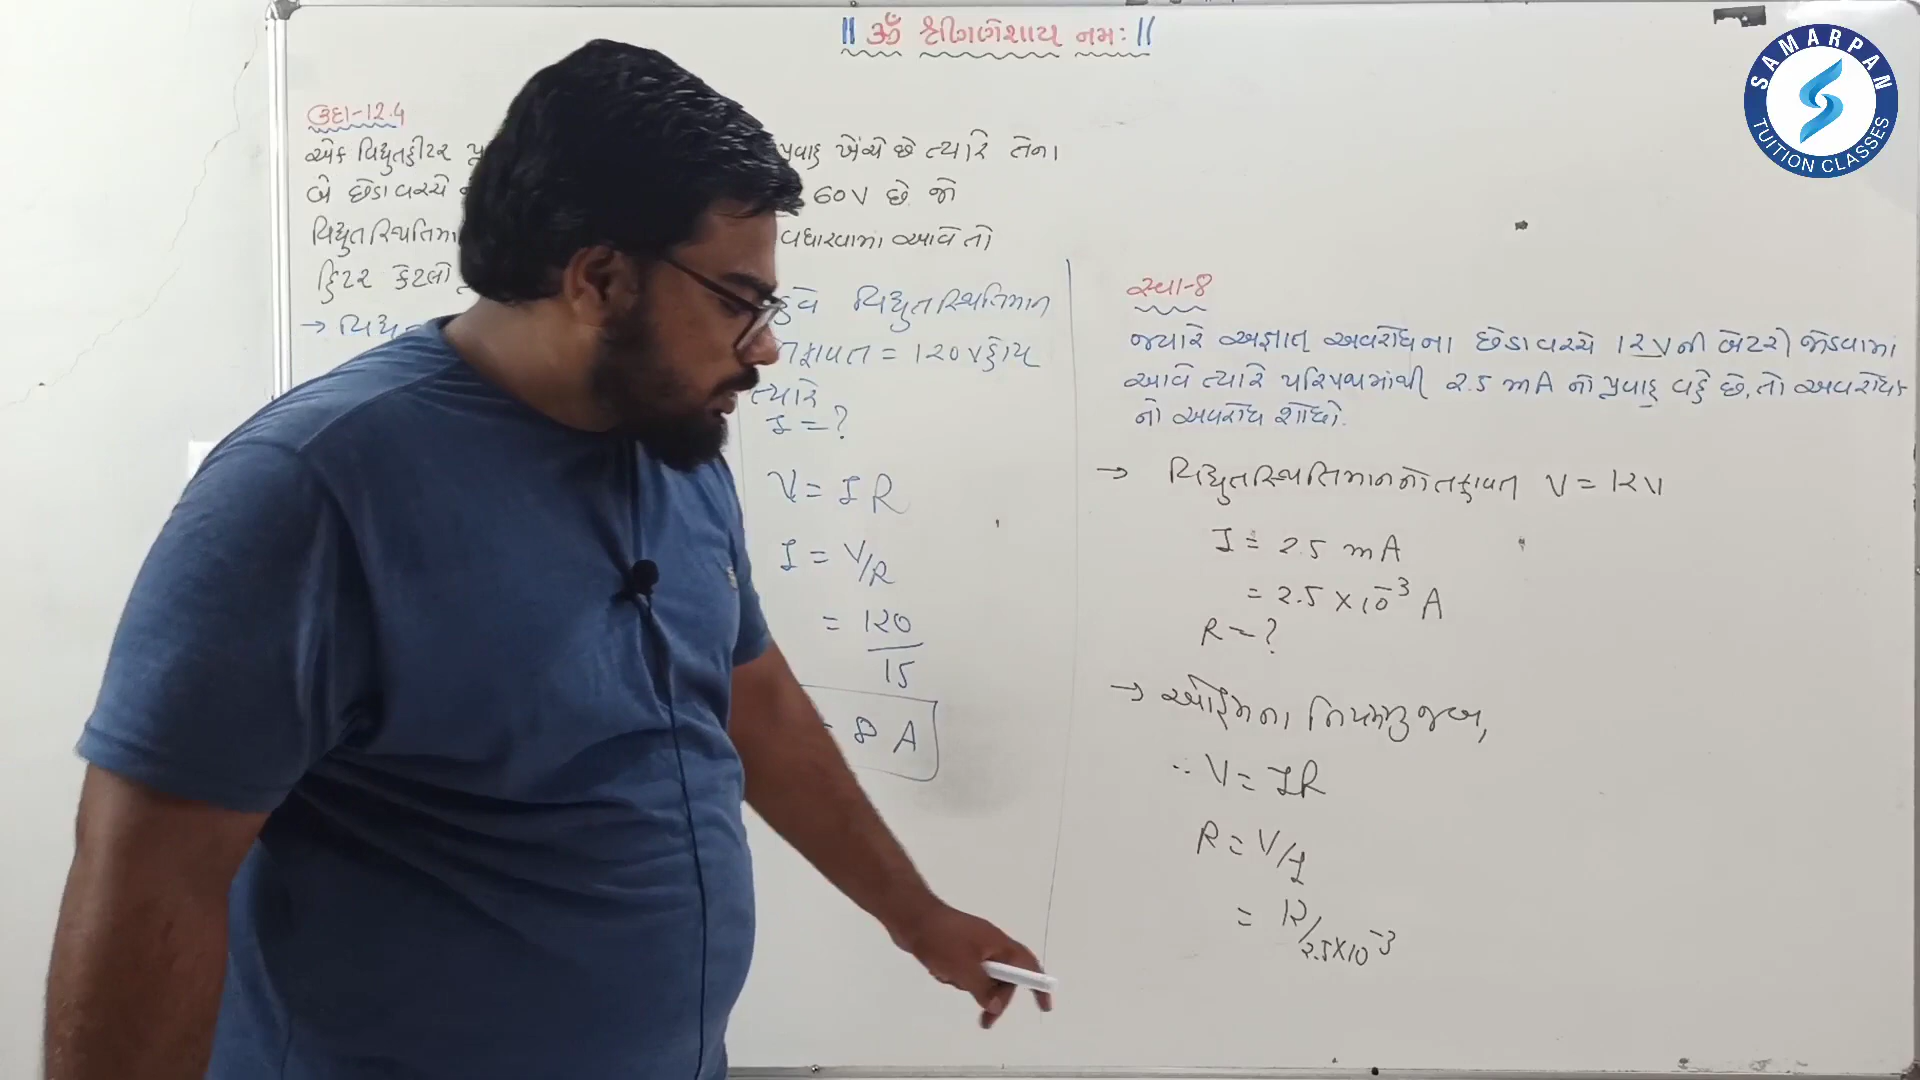 || ૐ શ્રીગણેશાય નમઃ ||
SAMARPAN
TUITION CLASSES
ઉદા-12.4
એક વિદ્યુતહીટર પ્રવાહ ખેંચે છે ત્યારે તેના
બે છેડા વચ્ચે 60V છે જો
વિદ્યુતસ્થિતિમા વધારવામાં આવે તો
હિટર કેટલો
→
હવે વિદ્યુતસ્થિતિમાન
તફાવત = 120V હોય
ત્યારે
I = ?
V = IR
I = V/R
= 120
15
= 8 A
સ્વા-8
જ્યારે અજ્ઞાત અવરોધના છેડા વચ્ચે 12Vની બેટરી જોડવામાં
આવે ત્યારે પરિપથમાંથી 2.5 mA નો પ્રવાહ વહે છે, તો અવરોધક
નો અવરોધ શોધો.
→ વિદ્યુતસ્થિતિમાનનો તફાવત V = 12V
I = 2.5 mA
= 2.5 × 10⁻³ A
R = ?
→ ઓહમના નિયમ મુજબ,
∴ V = IR
R = V/I
= 12/2.5×10⁻³